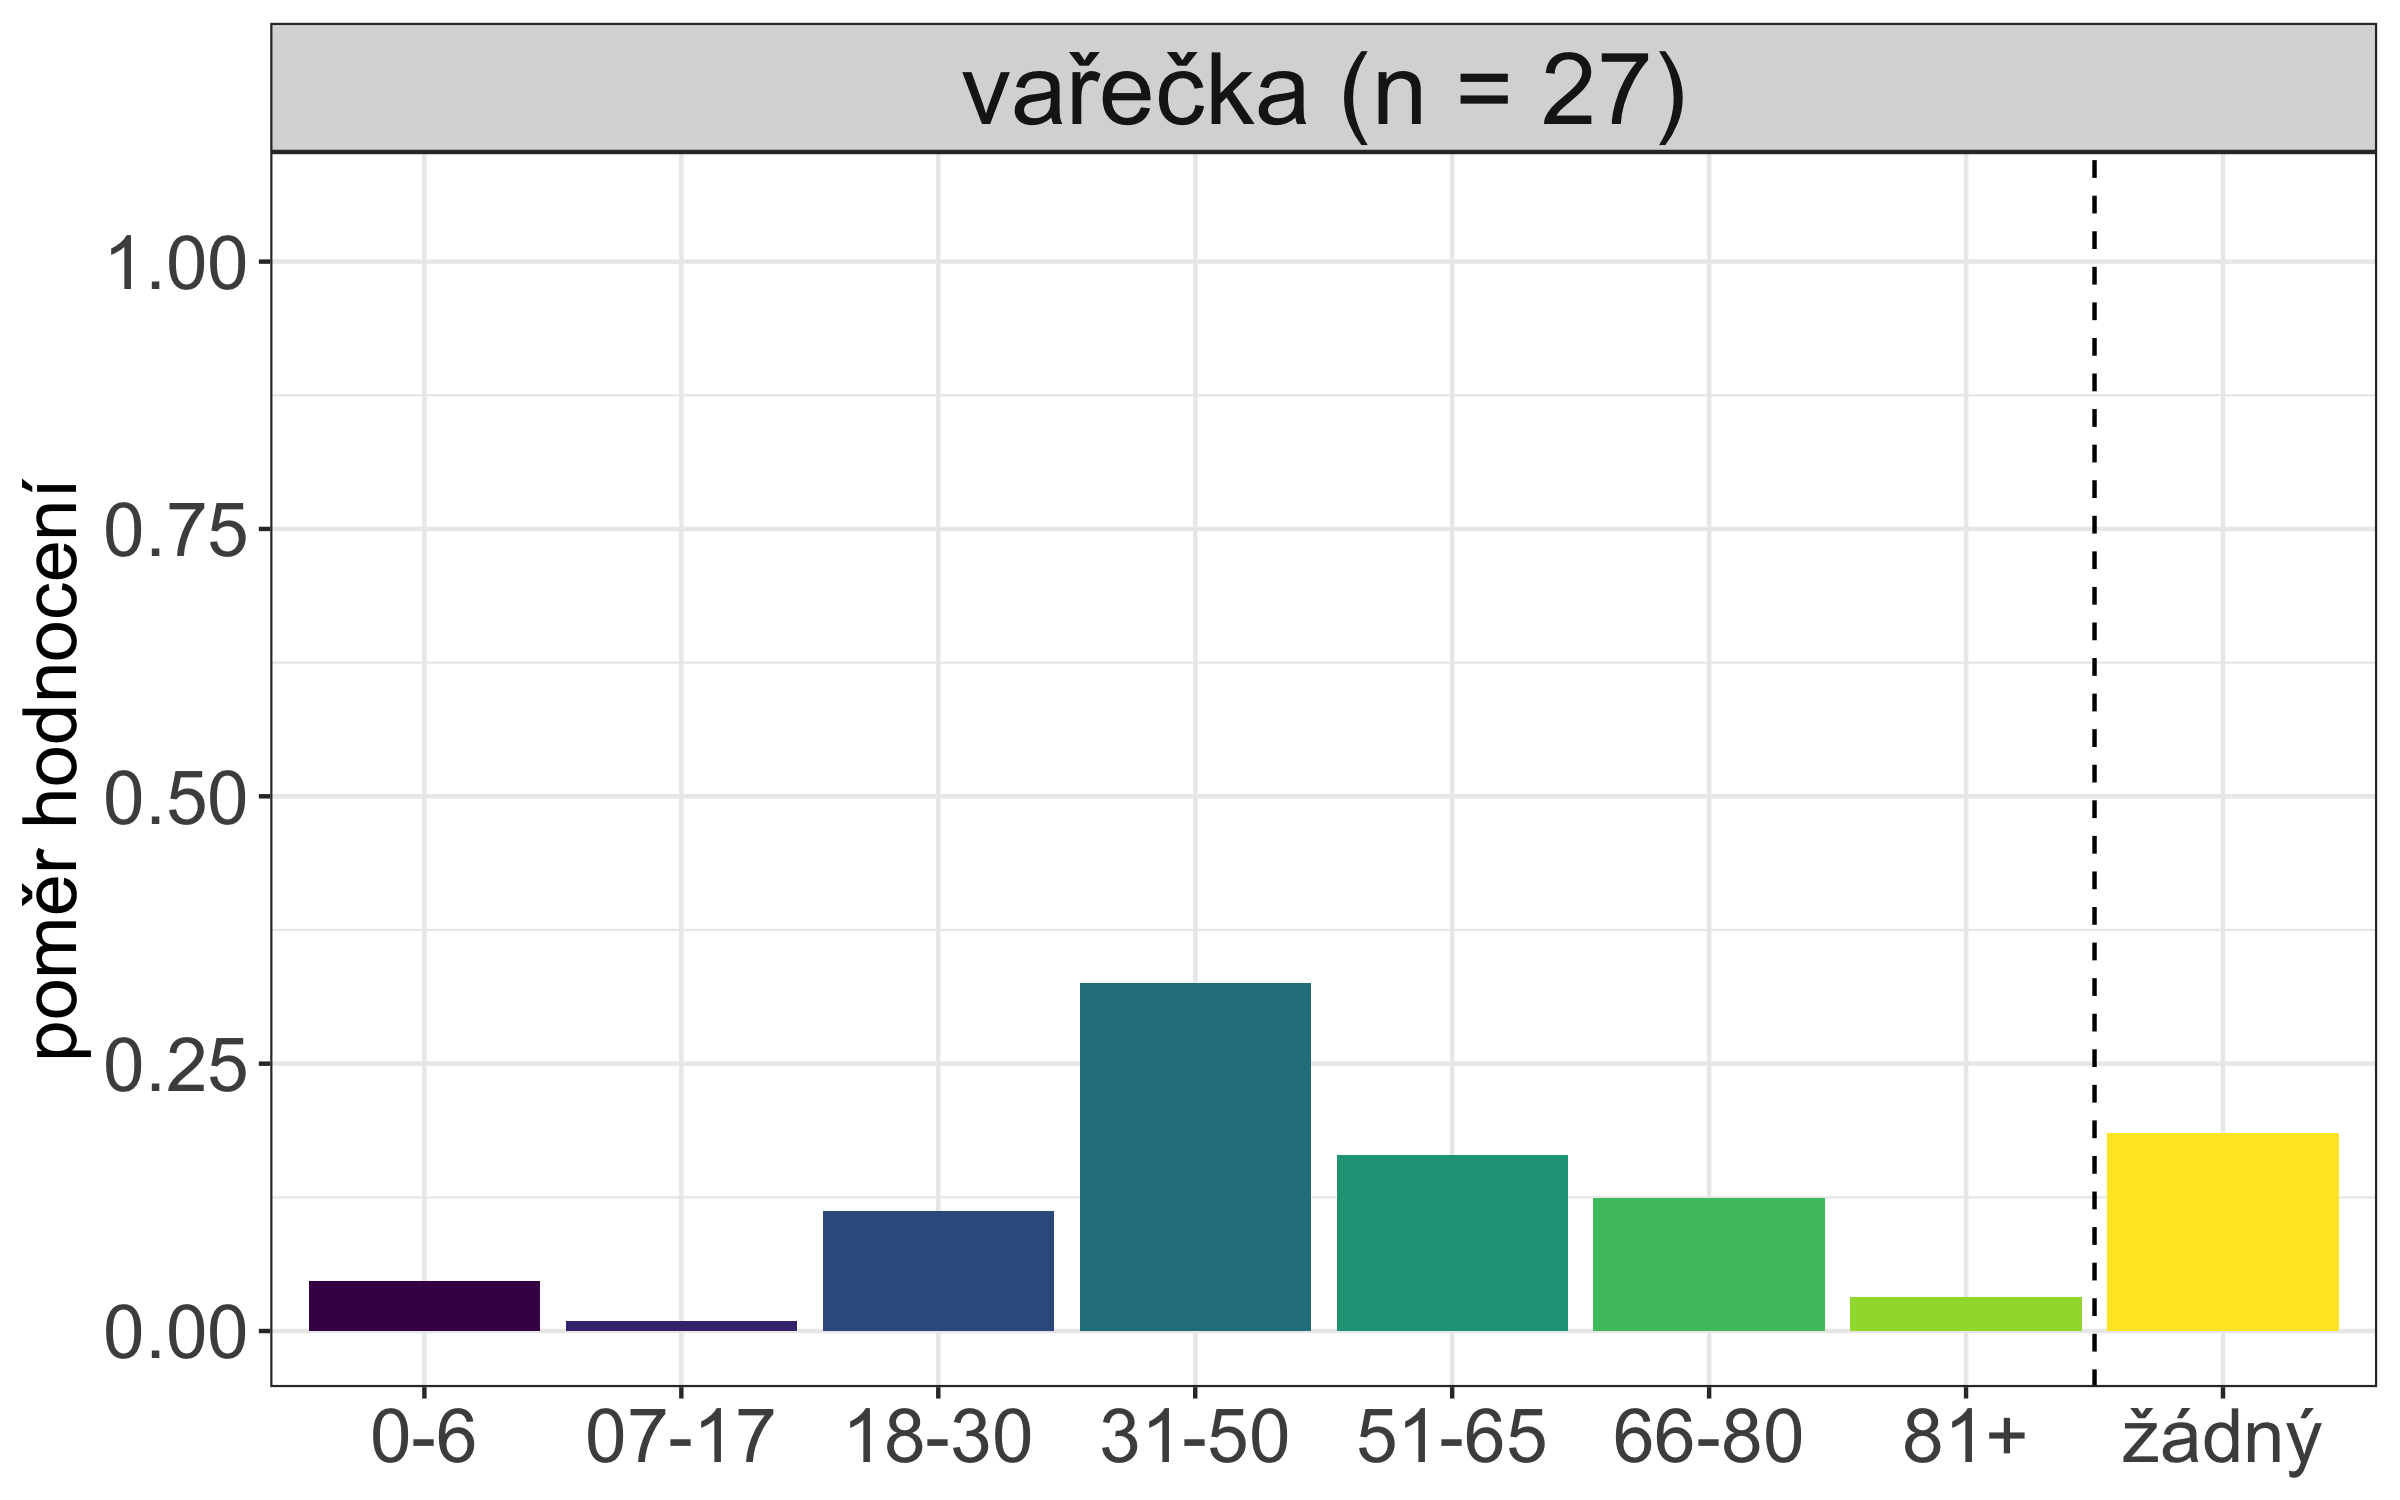 vařečka (n = 27)
poměr hodnocení
1.00
0.75
0.50
0.25
0.00
0-6 07-17 18-30 31-50 51-65 66-80 81+ žádný